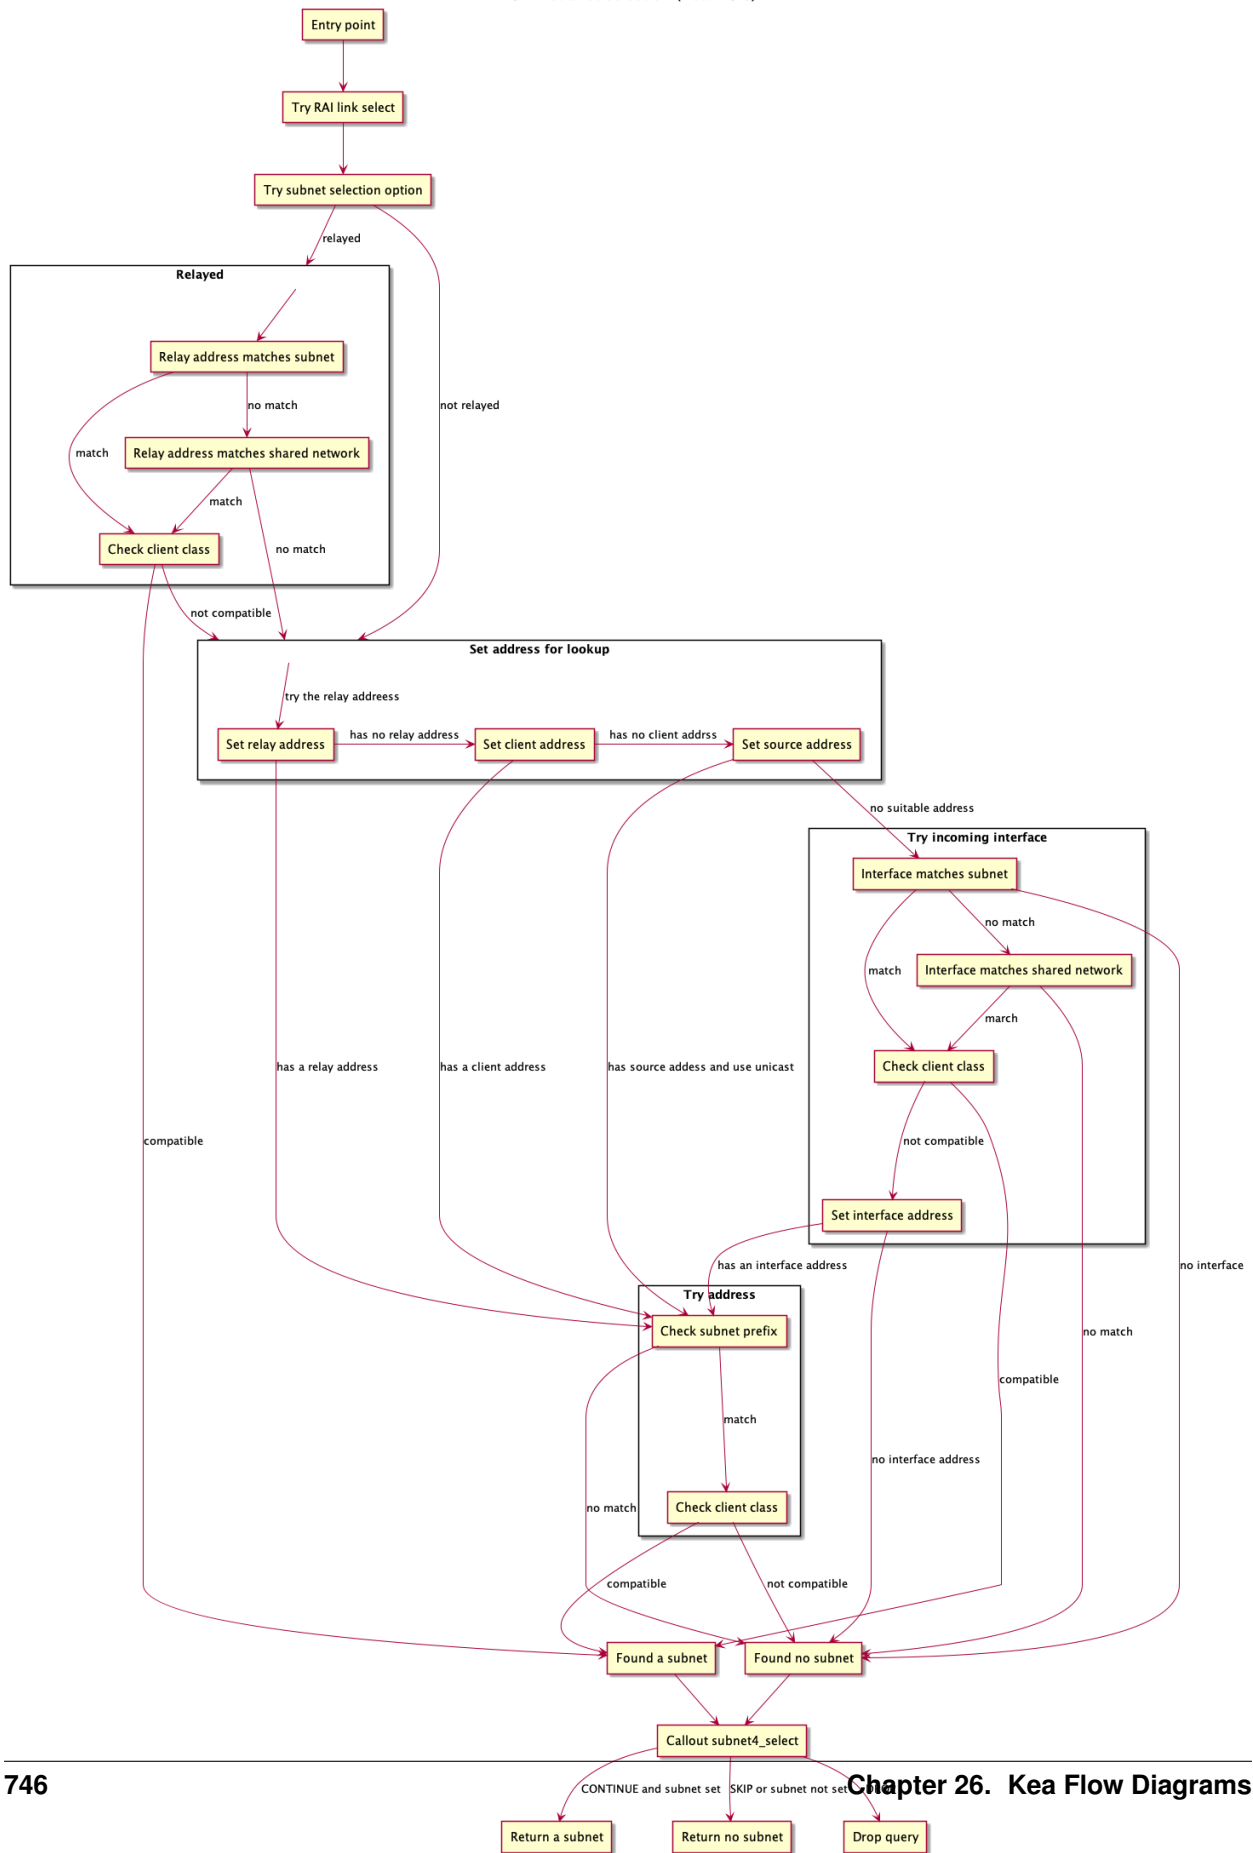 Entry point
Try RAI link select
Try subnet selection option
relayed
Relayed
Relay address matches subnet
no match
not relayed
match
Relay address matches shared network
match
no match
Check client class
not compatible
Set address for lookup
try the relay addreess
Set relay address
has no relay address
Set client address
has no client addrss
Set source address
no suitable address
Try incoming interface
Interface matches subnet
no match
match
Interface matches shared network
march
has a relay address
has a client address
has source addess and use unicast
Check client class
compatible
not compatible
Set interface address
has an interface address
no interface
Try address
Check subnet prefix
no match
compatible
match
no interface address
no match
Check client class
compatible
not compatible
Found a subnet
Found no subnet
Callout subnet4_select
746
CONTINUE and subnet set
SKIP or subnet not set
Chapter 26. Kea Flow Diagrams
Return a subnet
Return no subnet
Drop query